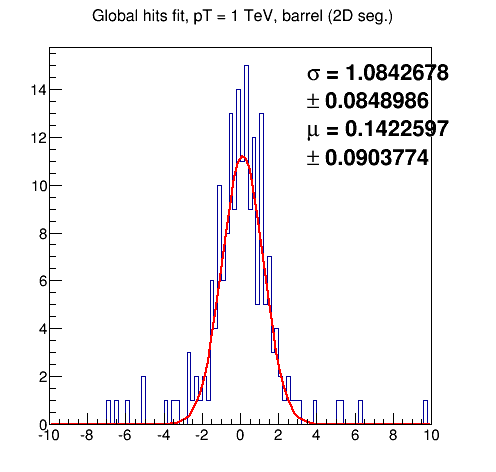 Global hits fit, pT = 1 TeV, barrel (2D seg.)
σ = 1.0842678
± 0.0848986
μ = 0.1422597
± 0.0903774
14
12
10
8
6
4
2
0
-10 -8 -6 -4 -2 0 2 4 6 8 10